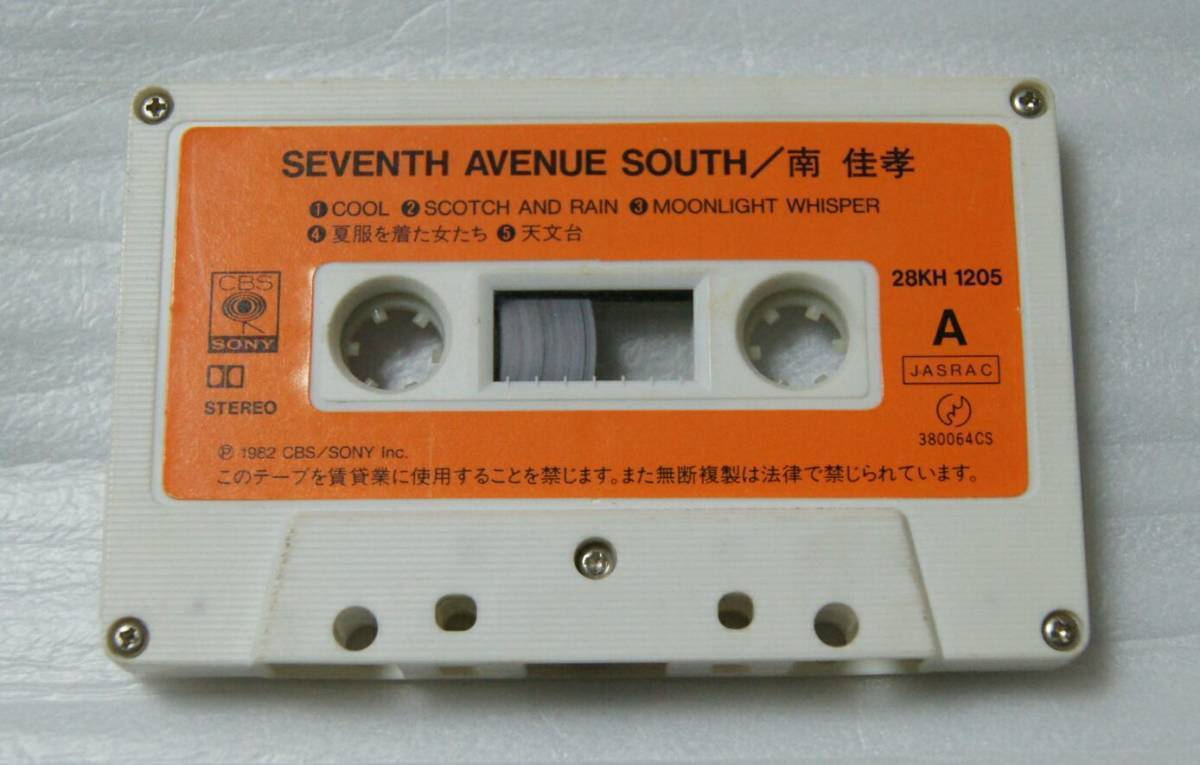 SEVENTH AVENUE SOUTH／南 佳孝
❶COOL ❷SCOTCH AND RAIN ❸MOONLIGHT WHISPER
❹夏服を着た女たち ❺天文台
CBS
SONY
STEREO
28KH 1205
A
JASRAC
380064CS
℗ 1982 CBS/SONY Inc.
このテープを賃貸業に使用することを禁じます。また無断複製は法律で禁じられています。